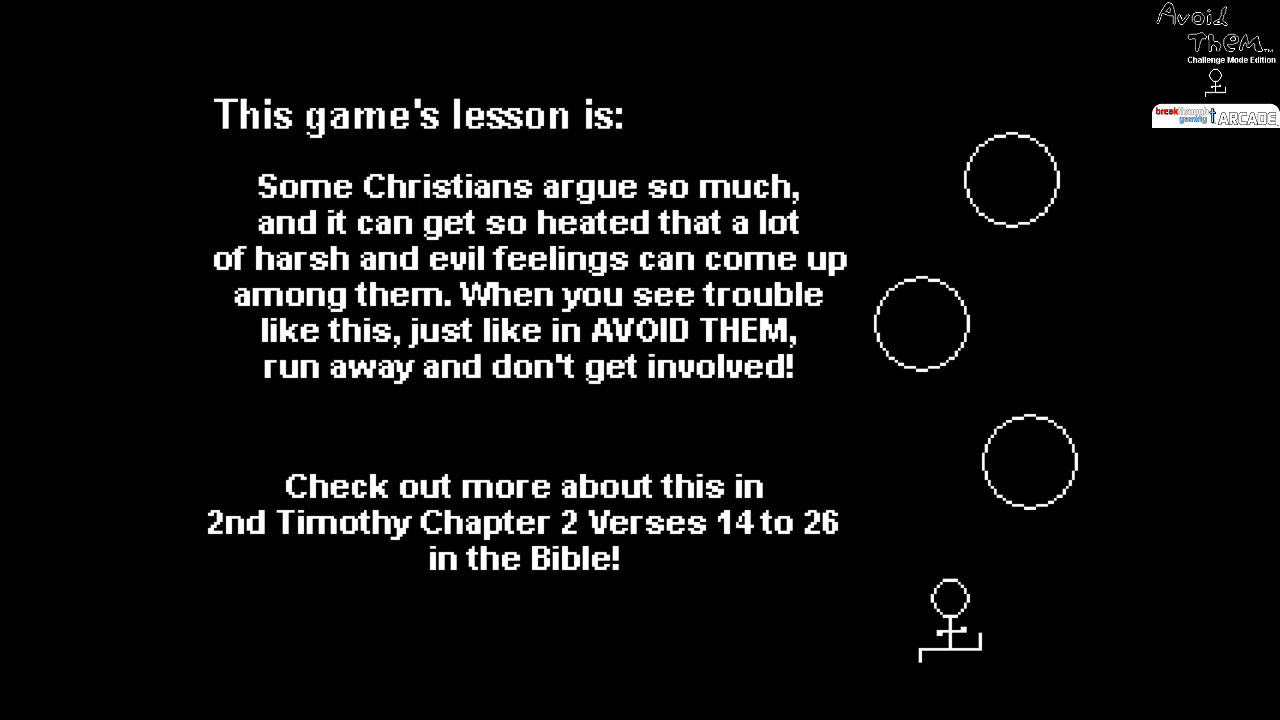 Avoid
Them™
Challenge Mode Edition
breakthrough
gaming
ARCADE
This game's lesson is:
Some Christians argue so much,
and it can get so heated that a lot
of harsh and evil feelings can come up
among them. When you see trouble
like this, just like in AVOID THEM,
run away and don't get involved!
Check out more about this in
2nd Timothy Chapter 2 Verses 14 to 26
in the Bible!